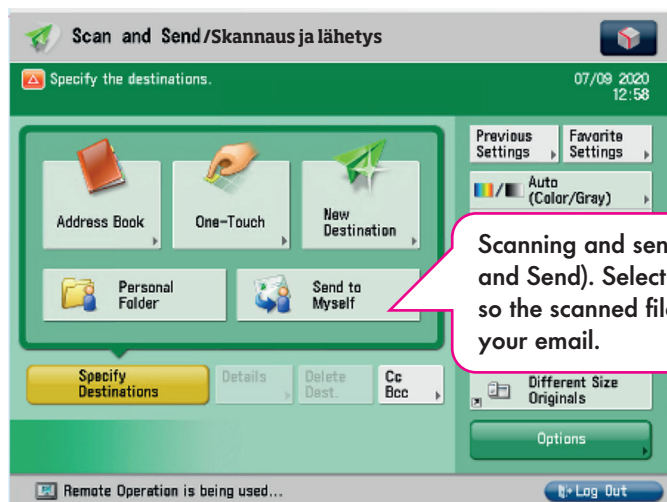 Scan and Send/Skannaus ja lähetys
Specify the destinations.
07/09 2020
12:58
Previous
Settings
Favorite
Settings
Auto
(Color/Gray)
Address Book
One-Touch
New
Destination
Personal
Folder
Send to
Myself
Scanning and
and Send). Select
so the scanned
your email.
Specify
Destinations
Details
Delete
Dest.
Cc
Bcc
Different Size
Originals
Options
Remote Operation is being used...
Log Out